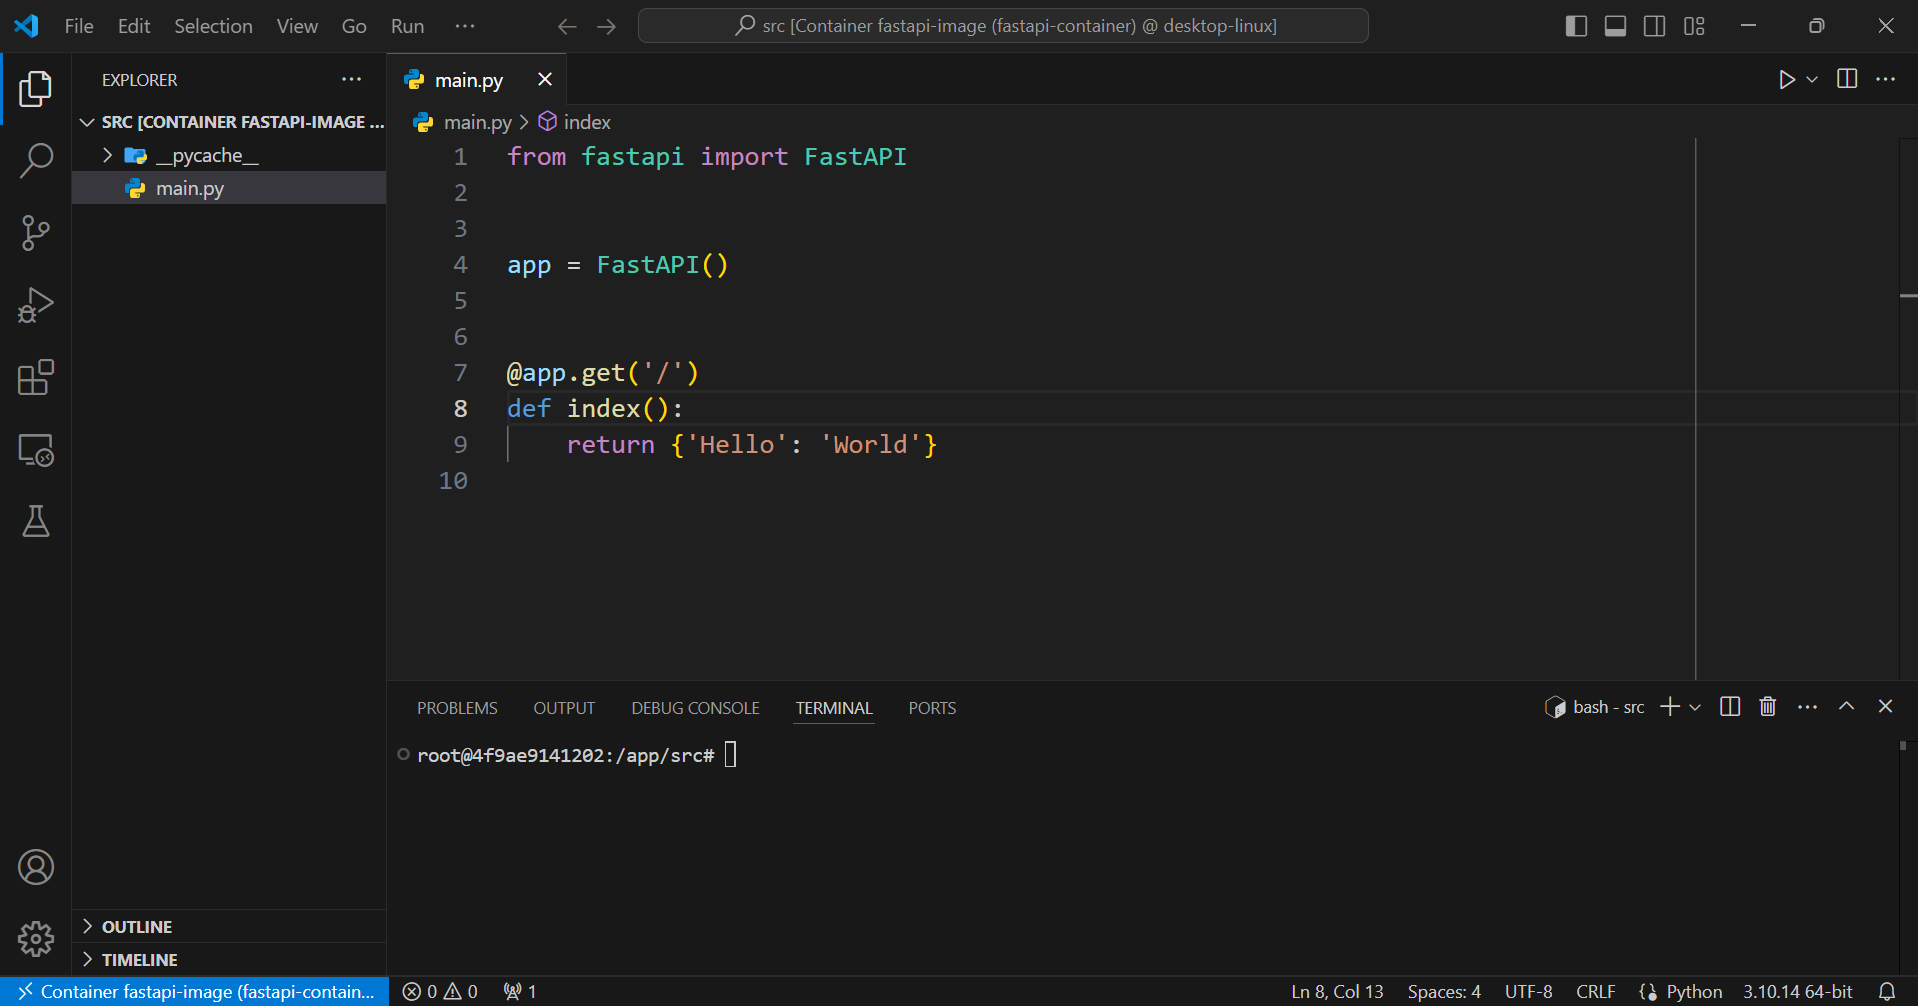 File Edit Selection View Go Run ··· src [Container fastapi-image (fastapi-container) @ desktop-linux]
EXPLORER ···
SRC [CONTAINER FASTAPI-IMAGE ...
__pycache__
main.py
main.py
main.py > index
1 from fastapi import FastAPI
2
3
4 app = FastAPI()
5
6
7 @app.get('/')
8 def index():
9     return {'Hello': 'World'}
10
PROBLEMS OUTPUT DEBUG CONSOLE TERMINAL PORTS bash - src
root@4f9ae9141202:/app/src#
OUTLINE
TIMELINE
Container fastapi-image (fastapi-contain... 0 0 1 Ln 8, Col 13 Spaces: 4 UTF-8 CRLF Python 3.10.14 64-bit